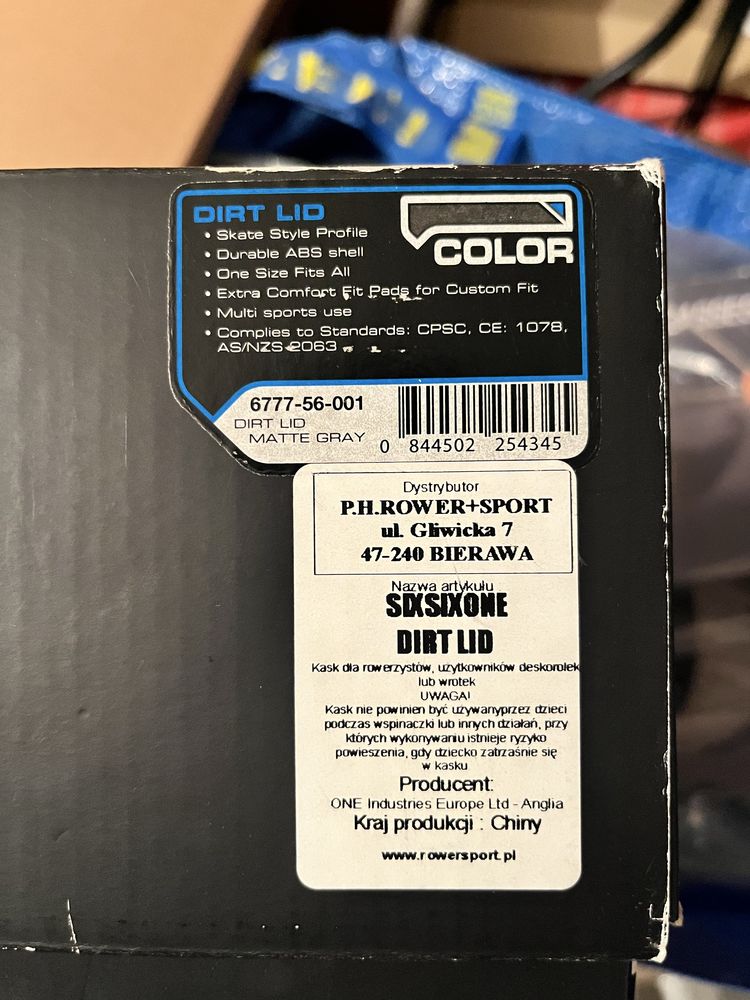 DIRT LID
• Skate Style Profile
• Durable ABS shell
• One Size Fits All
• Extra Comfort Fit Pads for Custom Fit
• Multi sports use
• Complies to Standards: CPSC, CE: 1078,
AS/NZS 2063
COLOR
6777-56-001
DIRT LID
MATTE GRAY
0 844502 254345
Dystrybutor
P.H.ROWER+SPORT
ul. Gliwicka 7
47-240 BIERAWA
Nazwa artykułu
SIXSIXONE
DIRT LID
Kask dla rowerzystów, użytkowników deskorolek
lub wrotek
UWAGA!
Kask nie powinien być używanyprzez dzieci
podczas wspinaczki lub innych działań, przy
których wykonywaniu istnieje ryzyko
powieszenia, gdy dziecko zatrzaśnie się
w kasku
Producent:
ONE Industries Europe Ltd - Anglia
Kraj produkcji : Chiny
www.rowersport.pl